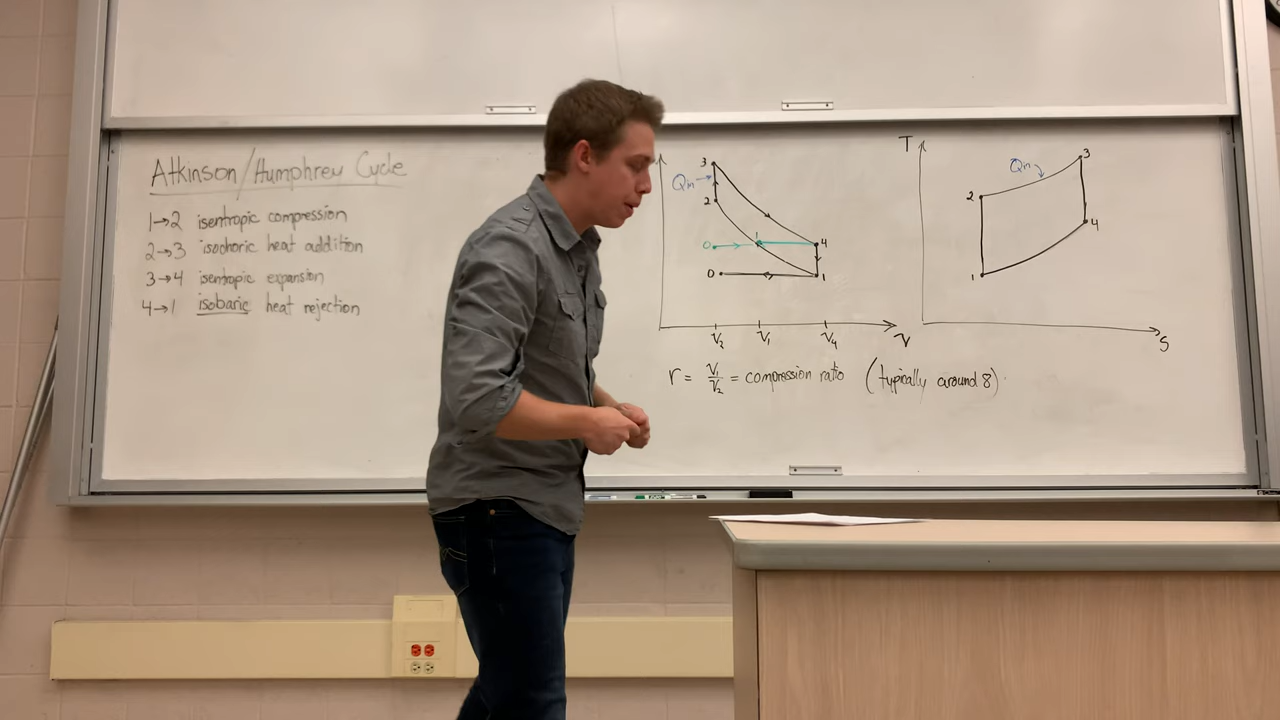 Atkinson/Humphrey Cycle
1→2 isentropic compression
2→3 isochoric heat addition
3→4 isentropic expansion
4→1 isobaric heat rejection
3
Qin
2
0 1 4
0 1
V2 V1 V4 V
r = V1/V2 = compression ratio (typically around 8)
T
Qin 3
2
4
1
S